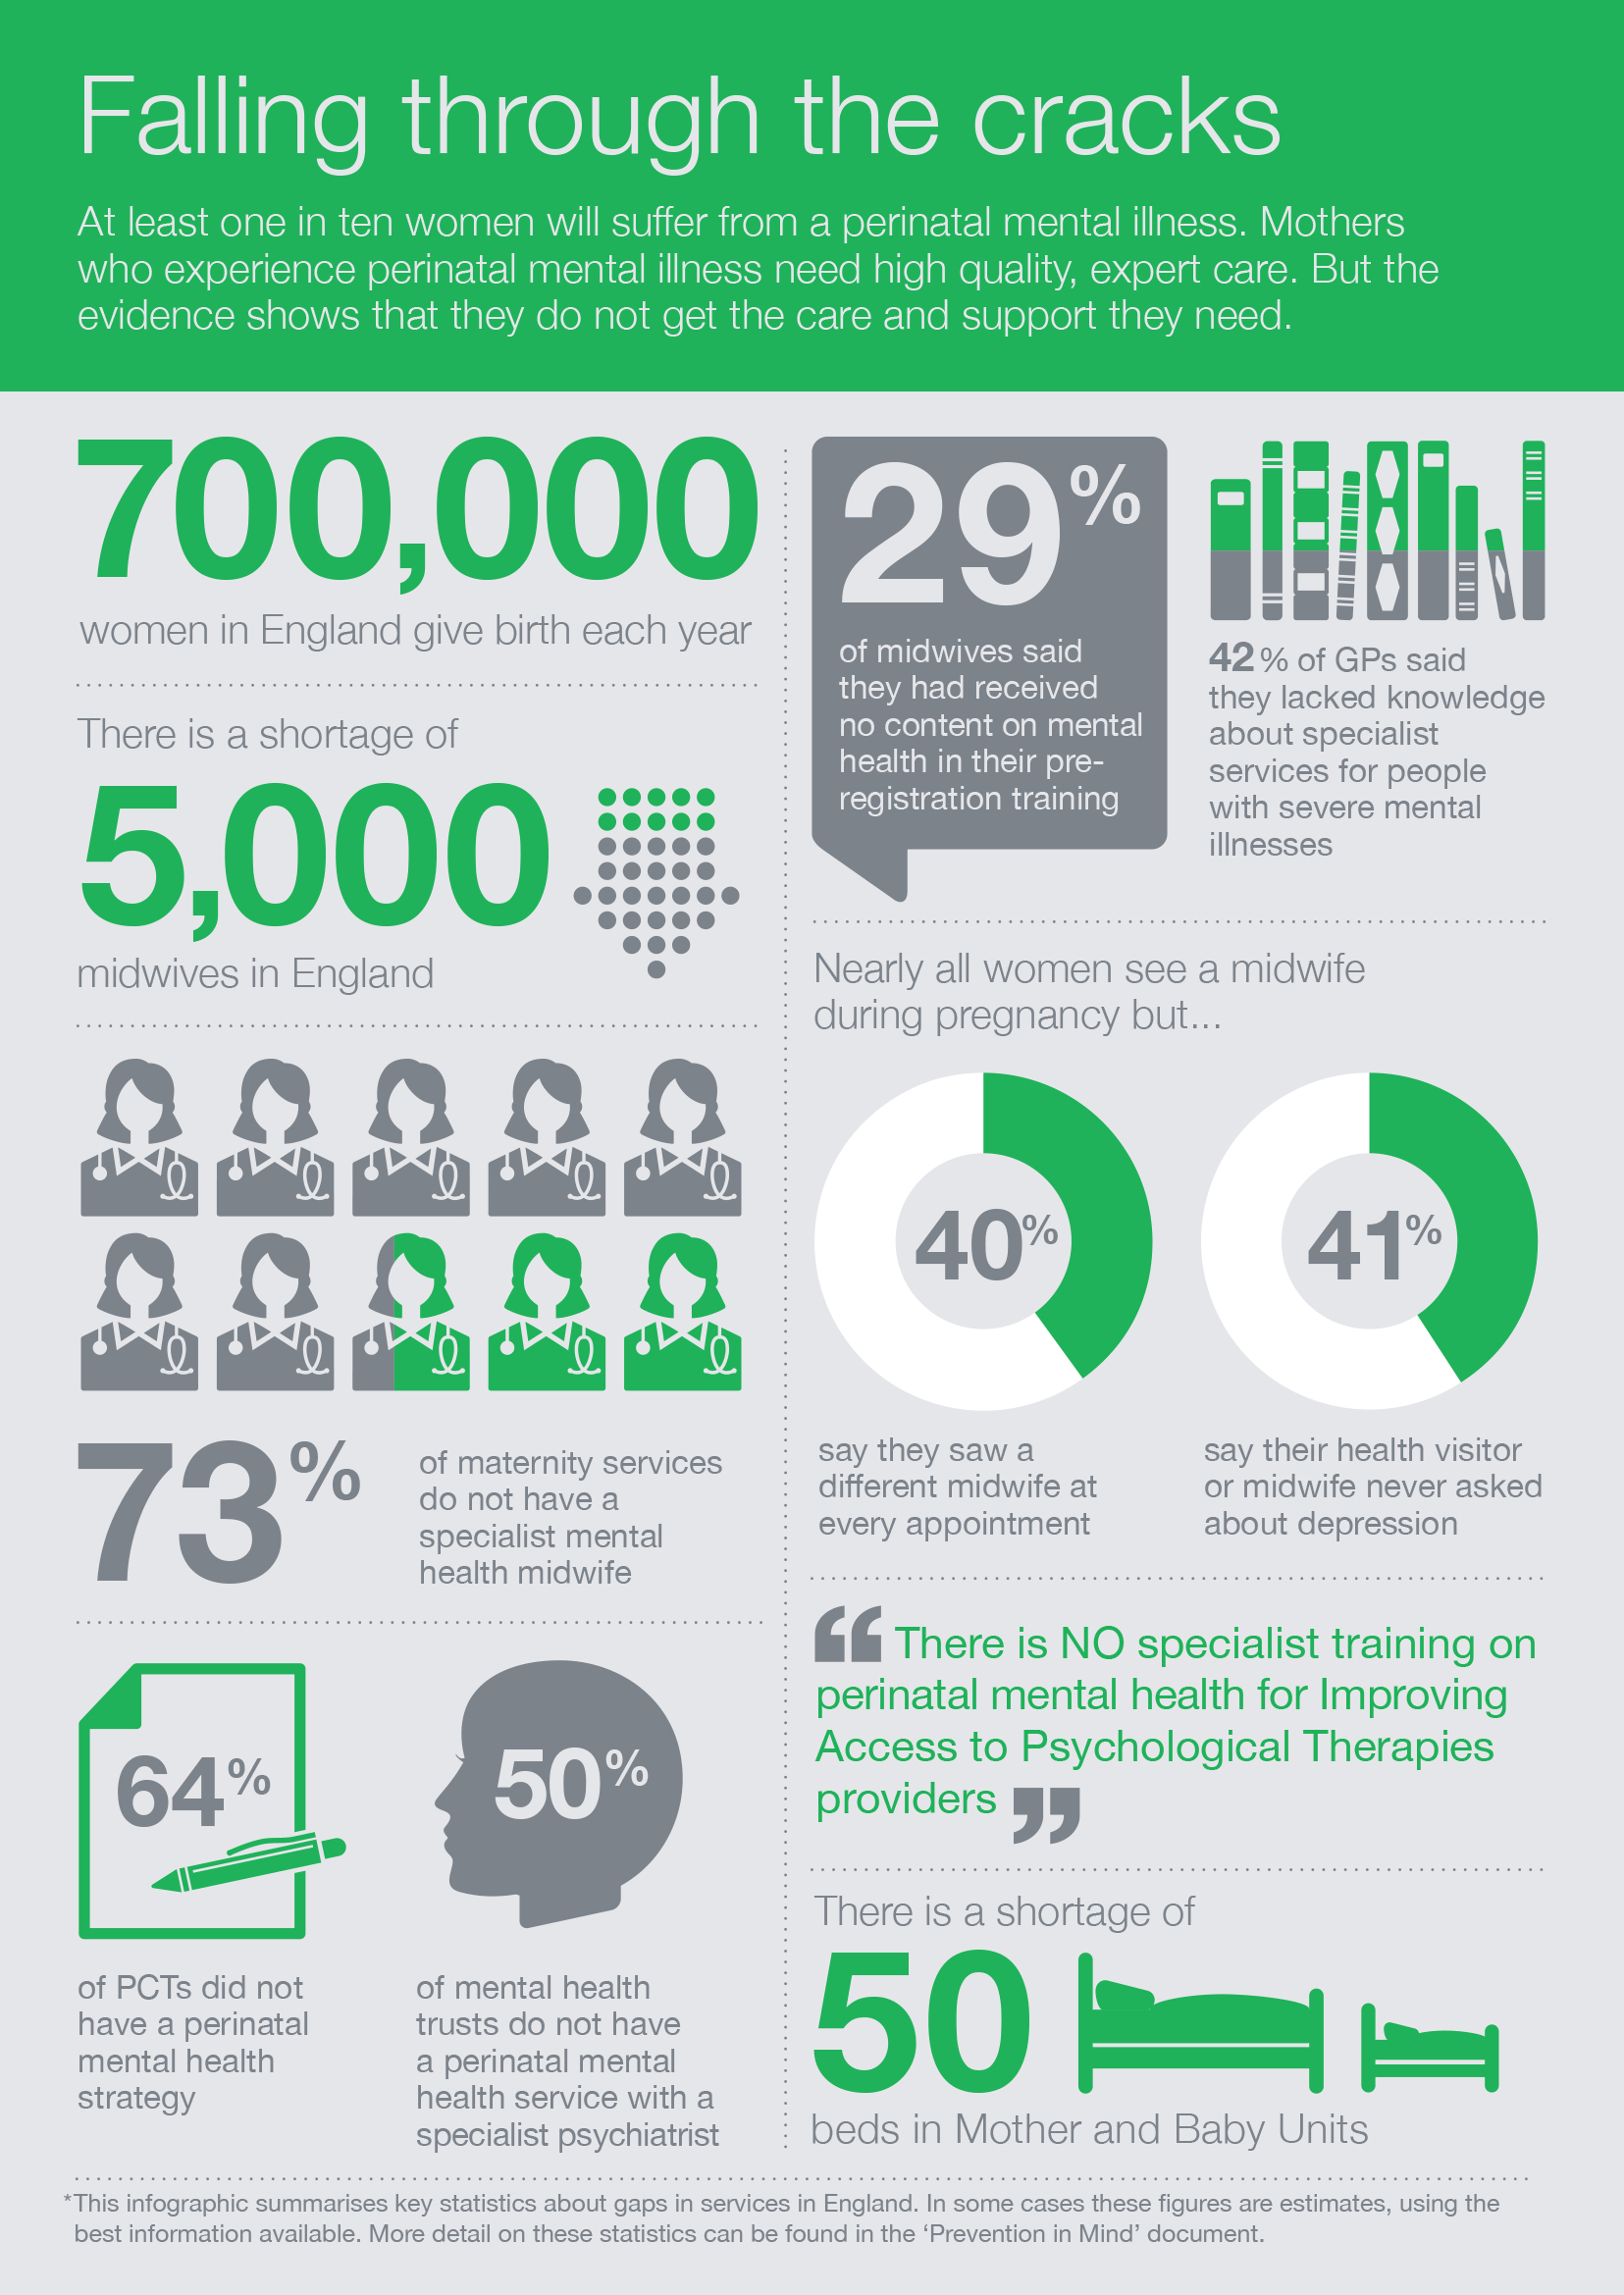 Falling through the cracks
At least one in ten women will suffer from a perinatal mental illness. Mothers
who experience perinatal mental illness need high quality, expert care. But the
evidence shows that they do not get the care and support they need.
700,000
women in England give birth each year
There is a shortage of
5,000
midwives in England
73%
of maternity services
do not have a
specialist mental
health midwife
64%
of PCTs did not
have a perinatal
mental health
strategy
50%
of mental health
trusts do not have
a perinatal mental
health service with a
specialist psychiatrist
29%
of midwives said
they had received
no content on mental
health in their pre-
registration training
42 % of GPs said
they lacked knowledge
about specialist
services for people
with severe mental
illnesses
Nearly all women see a midwife
during pregnancy but...
40%
say they saw a
different midwife at
every appointment
41%
say their health visitor
or midwife never asked
about depression
“There is NO specialist training on
perinatal mental health for Improving
Access to Psychological Therapies
providers”
There is a shortage of
50
beds in Mother and Baby Units
*This infographic summarises key statistics about gaps in services in England. In some cases these figures are estimates, using the
best information available. More detail on these statistics can be found in the ‘Prevention in Mind’ document.